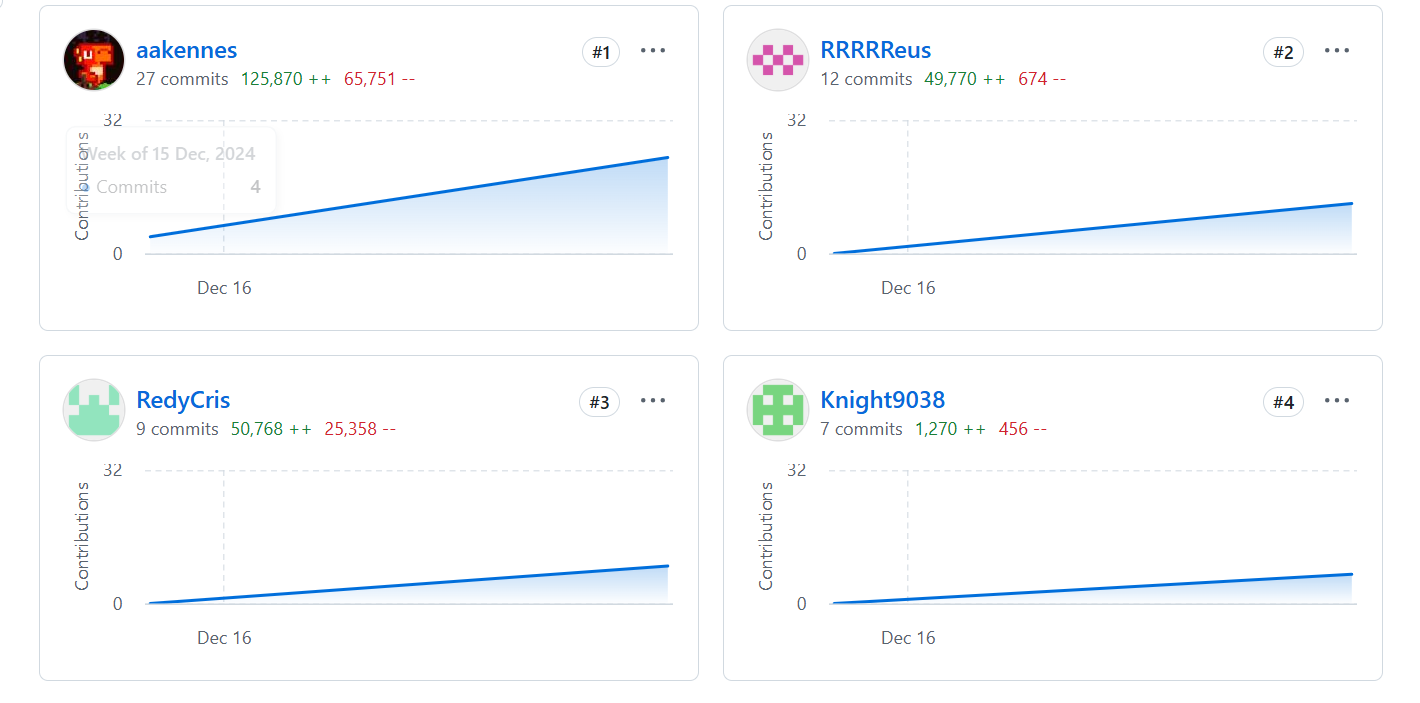 aakennes
#1
27 commits 125,870 ++ 65,751 --
32
Contributions
Week of 15 Dec, 2024
Commits 4
0
Dec 16
RRRRReus
#2
12 commits 49,770 ++ 674 --
32
Contributions
0
Dec 16
RedyCris
#3
9 commits 50,768 ++ 25,358 --
32
Contributions
0
Dec 16
Knight9038
#4
7 commits 1,270 ++ 456 --
32
Contributions
0
Dec 16